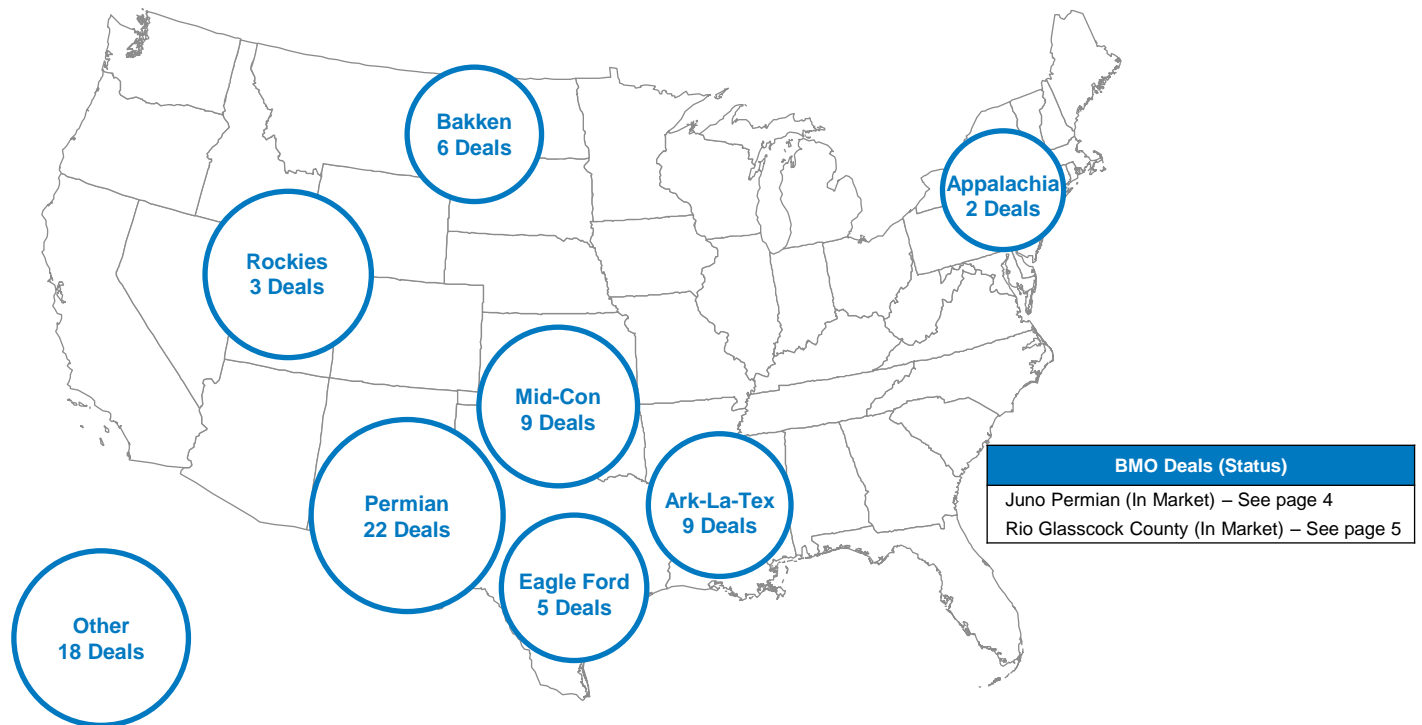 Bakken
6 Deals
Appalachia
2 Deals
Rockies
3 Deals
Mid-Con
9 Deals
Permian
22 Deals
Ark-La-Tex
9 Deals
Eagle Ford
5 Deals
Other
18 Deals
BMO Deals (Status)
Juno Permian (In Market) – See page 4
Rio Glasscock County (In Market) – See page 5